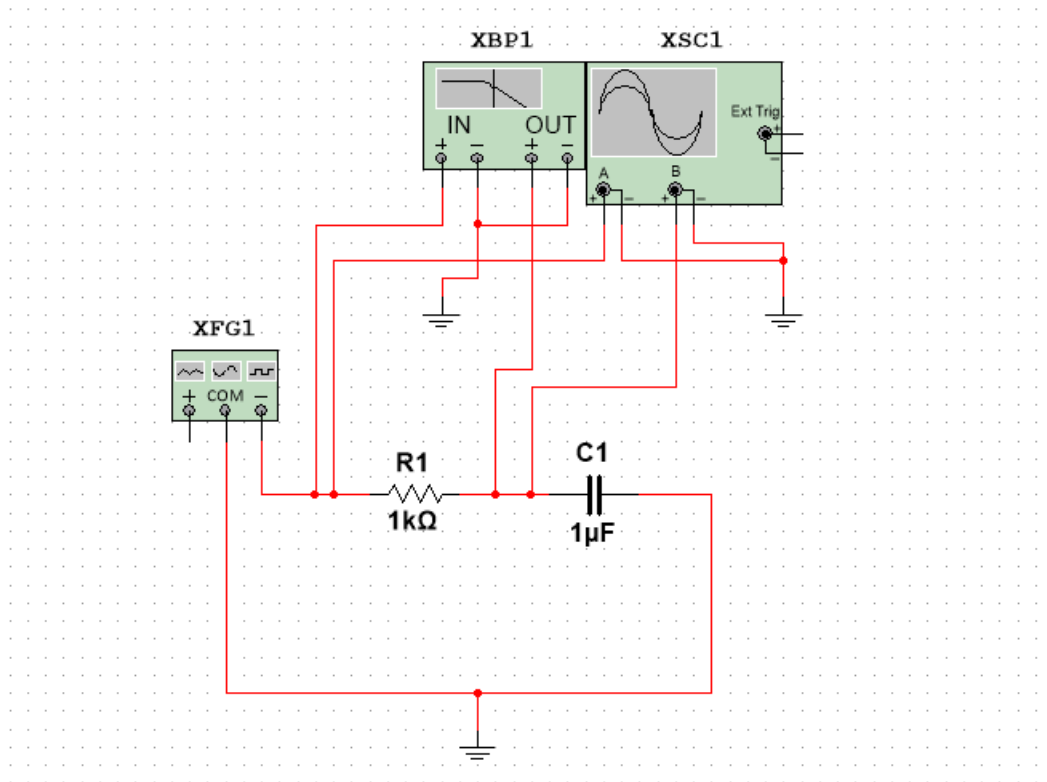 XBP1
XSC1
IN OUT
+ − + −
Ext Trig
+
−
A B
+ − + −
XFG1
+ COM −
R1
1kΩ
C1
1µF